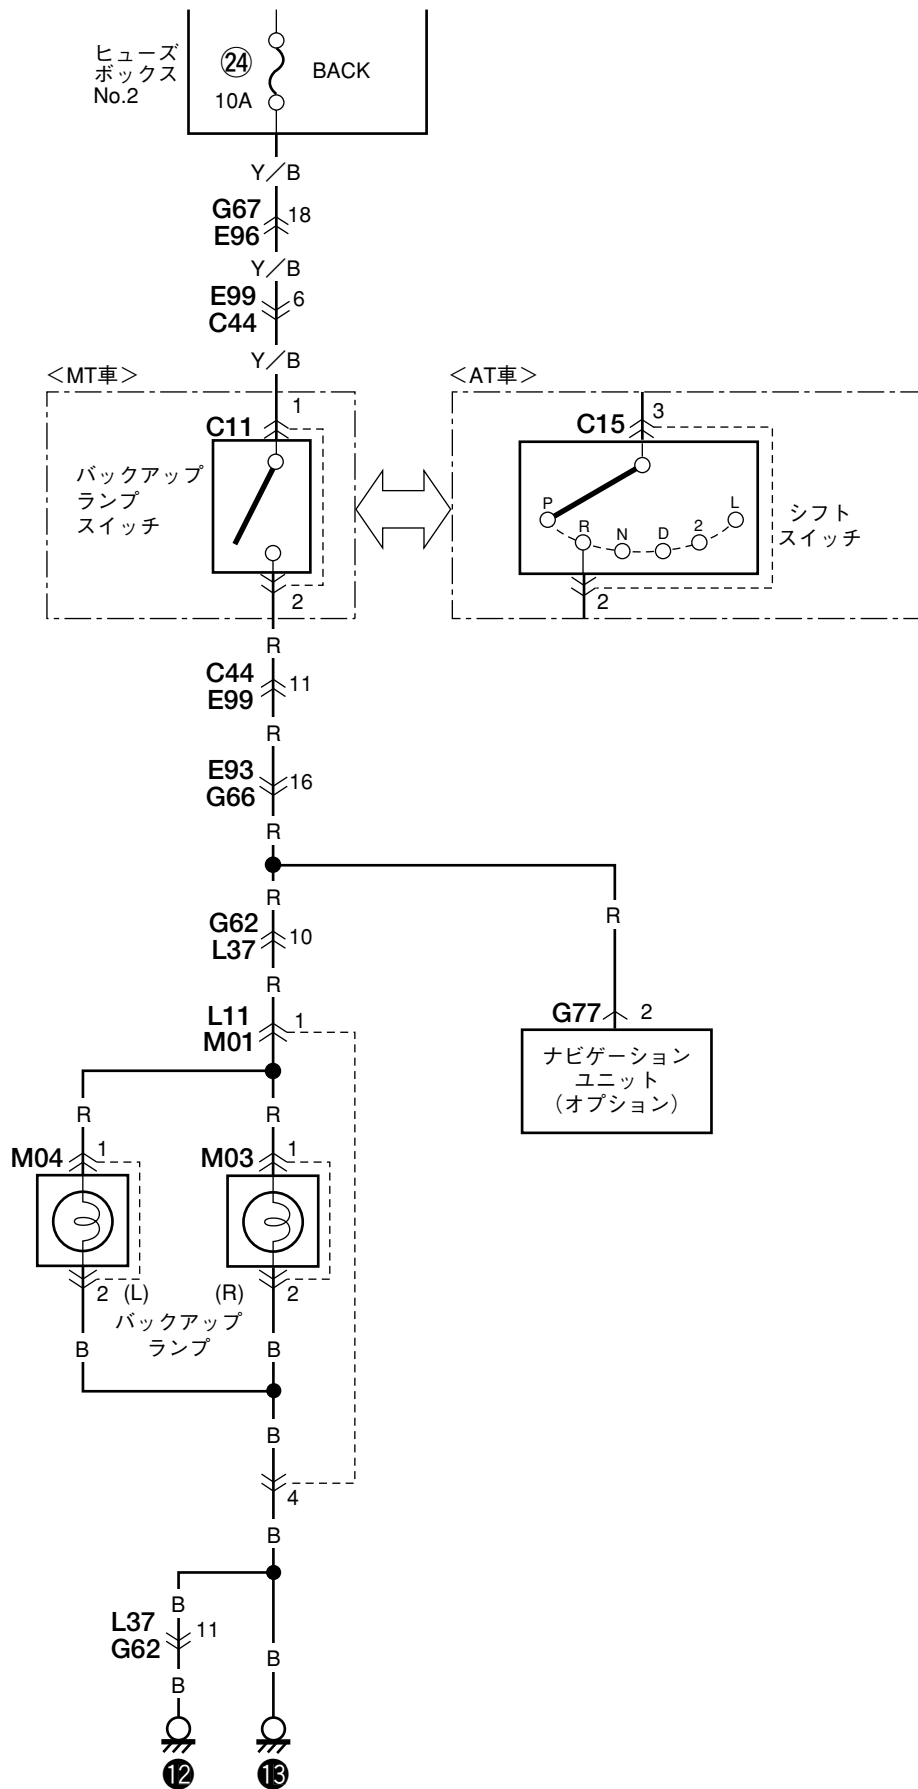 ヒューズ
ボックス
No.2
㉔
10A
BACK
Y/B
G67
E96
18
Y/B
E99
C44
6
Y/B
<MT車>
1
C11
バックアップ
ランプ
スイッチ
2
<AT車>
3
C15
P
R
N
D
2
L
シフト
スイッチ
2
R
C44
E99
11
R
E93
G66
16
R
R
R
G62
L37
10
R
L11
M01
1
G77
2
ナビゲーション
ユニット
(オプション)
R
R
M04
1
M03
1
2
(L)
(R)
2
バックアップ
ランプ
B
B
B
4
B
B
L37
G62
11
B
B
⓬
⓭